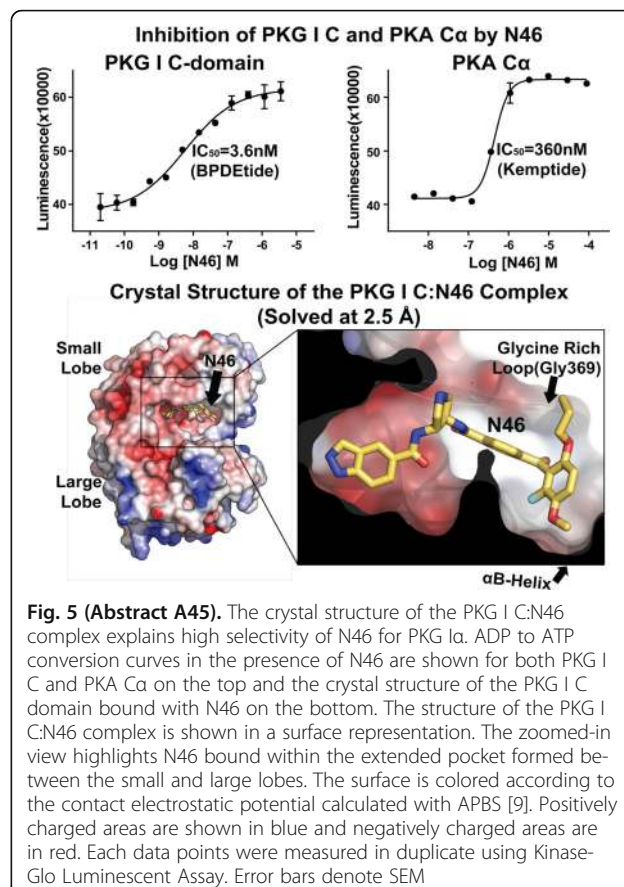 Inhibition of PKG I C and PKA Cα by N46
PKG I C-domain
PKA Cα
Luminescence(x10000)
60
50
40
IC50=3.6nM
(BPDEtide)
-11 -10 -9 -8 -7 -6 -5
Log [N46] M
Luminescence(x10000)
60
50
40
IC50=360nM
(Kemptide)
-8 -7 -6 -5 -4
Log [N46] M
Crystal Structure of the PKG I C:N46 Complex
(Solved at 2.5 Å)
Small
Lobe
N46
Large
Lobe
Glycine Rich
Loop(Gly369)
N46
αB-Helix
Fig. 5 (Abstract A45). The crystal structure of the PKG I C:N46
complex explains high selectivity of N46 for PKG Iα. ADP to ATP
conversion curves in the presence of N46 are shown for both PKG I
C and PKA Cα on the top and the crystal structure of the PKG I C
domain bound with N46 on the bottom. The structure of the PKG I
C:N46 complex is shown in a surface representation. The zoomed-in
view highlights N46 bound within the extended pocket formed be-
tween the small and large lobes. The surface is colored according to
the contact electrostatic potential calculated with APBS [9]. Positively
charged areas are shown in blue and negatively charged areas are
in red. Each data points were measured in duplicate using Kinase-
Glo Luminescent Assay. Error bars denote SEM